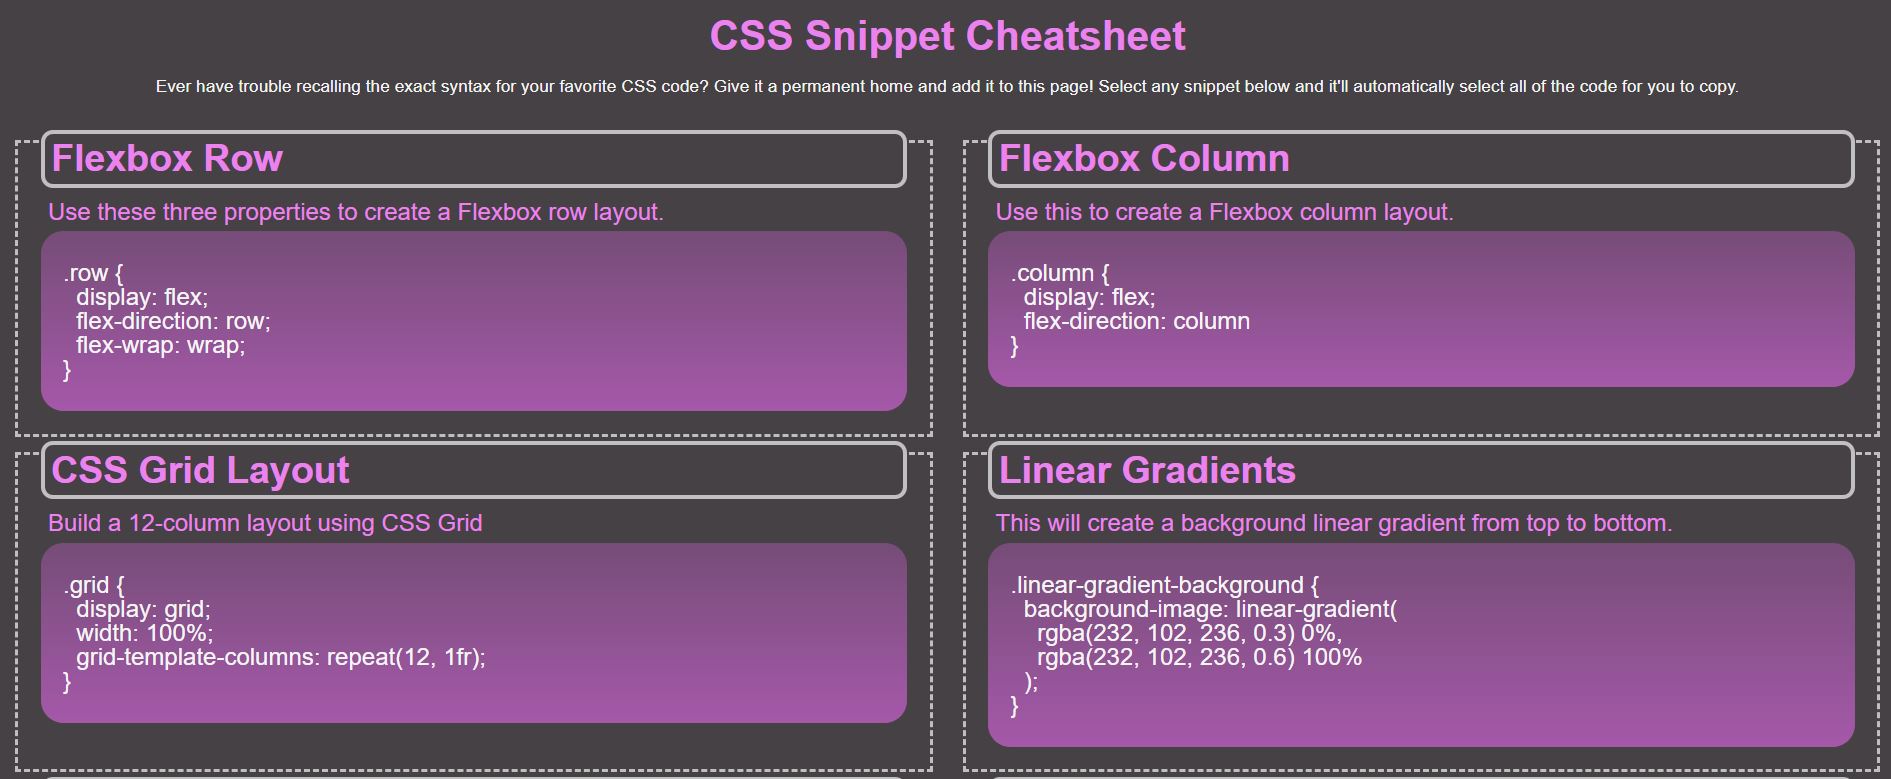 CSS Snippet Cheatsheet
Ever have trouble recalling the exact syntax for your favorite CSS code? Give it a permanent home and add it to this page! Select any snippet below and it'll automatically select all of the code for you to copy.
Flexbox Row
Use these three properties to create a Flexbox row layout.
.row {
  display: flex;
  flex-direction: row;
  flex-wrap: wrap;
}
Flexbox Column
Use this to create a Flexbox column layout.
.column {
  display: flex;
  flex-direction: column
}
CSS Grid Layout
Build a 12-column layout using CSS Grid
.grid {
  display: grid;
  width: 100%;
  grid-template-columns: repeat(12, 1fr);
}
Linear Gradients
This will create a background linear gradient from top to bottom.
.linear-gradient-background {
  background-image: linear-gradient(
    rgba(232, 102, 236, 0.3) 0%,
    rgba(232, 102, 236, 0.6) 100%
  );
}